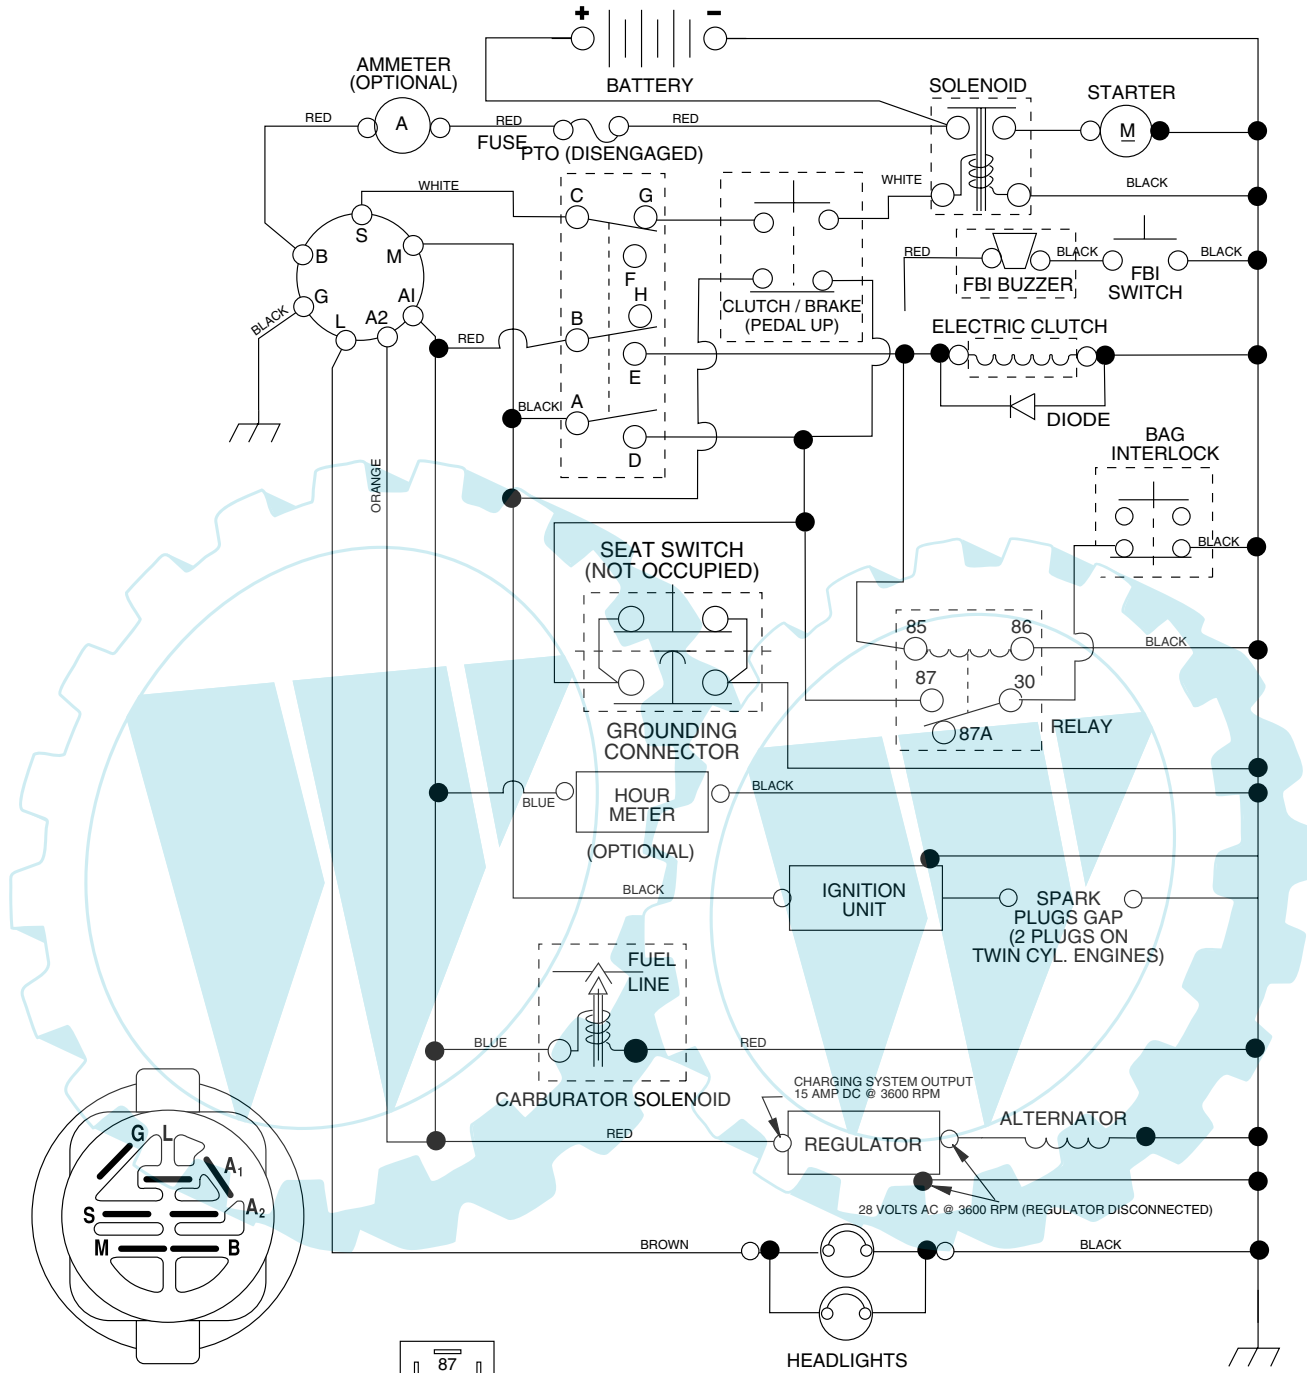 + −
BATTERY
AMMETER
(OPTIONAL)
SOLENOID
STARTER
RED
A
RED
FUSE
RED
M
PTO (DISENGAGED)
WHITE
C
G
WHITE
BLACK
S
B
M
F
RED
BLACK
BLACK
FBI BUZZER
FBI
SWITCH
G
H
CLUTCH / BRAKE
(PEDAL UP)
L
A2
A1
BLACK
B
RED
E
ELECTRIC CLUTCH
DIODE
BLACK
A
D
BAG
INTERLOCK
ORANGE
BLACK
SEAT SWITCH
(NOT OCCUPIED)
85
86
BLACK
87
30
87A
RELAY
GROUNDING
CONNECTOR
BLUE
HOUR
METER
BLACK
(OPTIONAL)
BLACK
IGNITION
UNIT
SPARK
PLUGS GAP
(2 PLUGS ON
TWIN CYL. ENGINES)
FUEL
LINE
BLUE
RED
CARBURATOR SOLENOID
CHARGING SYSTEM OUTPUT
15 AMP DC @ 3600 RPM
RED
REGULATOR
ALTERNATOR
28 VOLTS AC @ 3600 RPM (REGULATOR DISCONNECTED)
G L
A1
S
A2
M
B
BROWN
BLACK
HEADLIGHTS
87